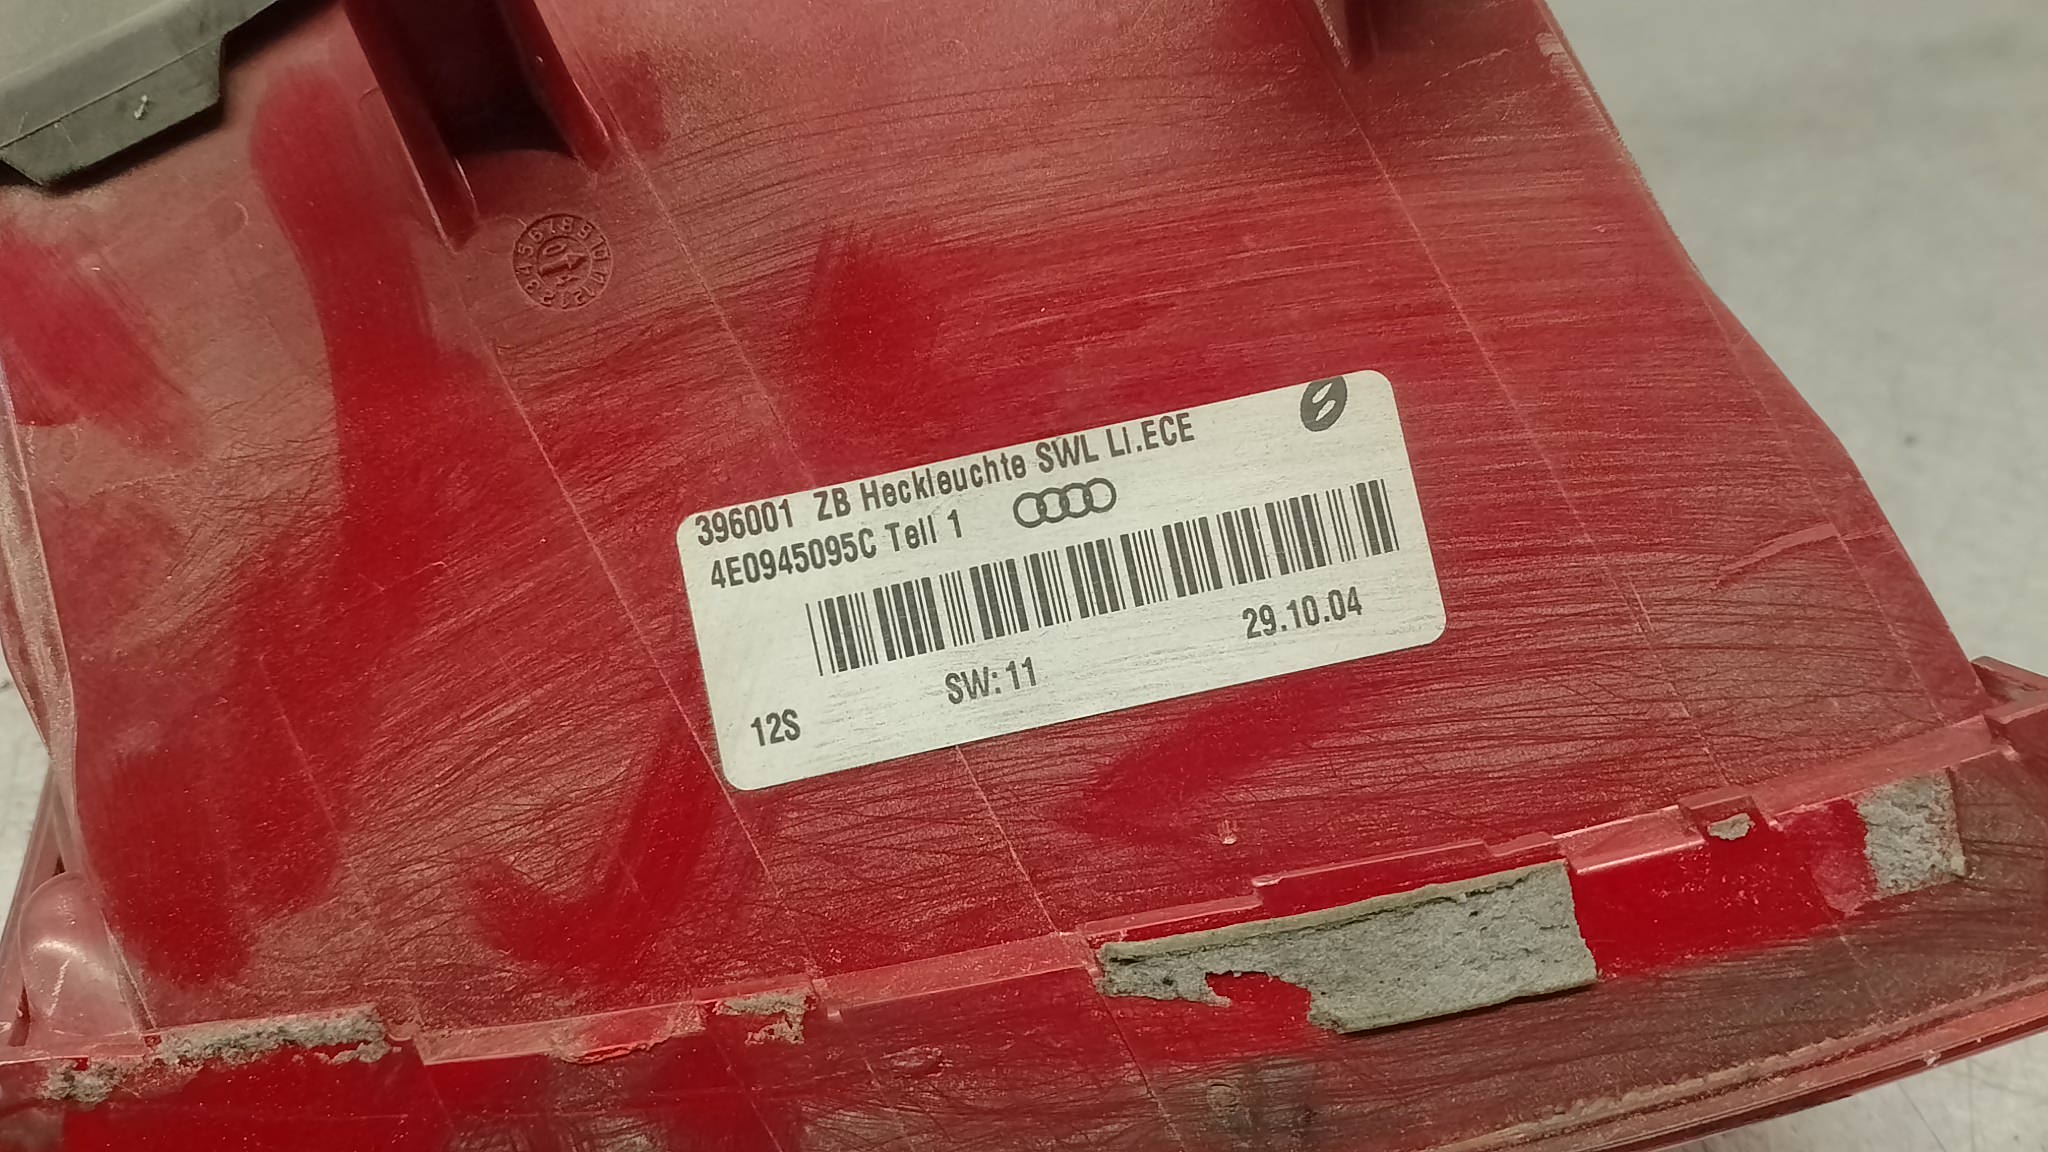 396001 ZB Heckleuchte SWL LI.ECE
4E0945095C Teil 1
SW: 11
29.10.04
12S